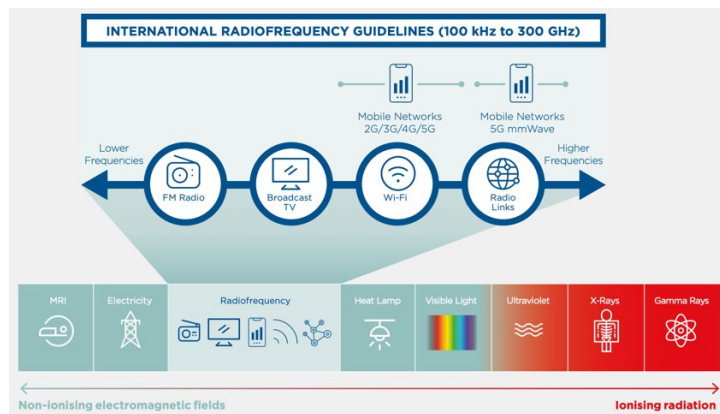 INTERNATIONAL RADIOFREQUENCY GUIDELINES (100 kHz to 300 GHz)
Mobile Networks
2G/3G/4G/5G
Mobile Networks
5G mmWave
Lower
Frequencies
Higher
Frequencies
FM Radio
Broadcast
TV
Wi-Fi
Radio
Links
MRI
Electricity
Radiofrequency
Heat Lamp
Visible Light
Ultraviolet
X-Rays
Gamma Rays
Non-ionising electromagnetic fields
Ionising radiation